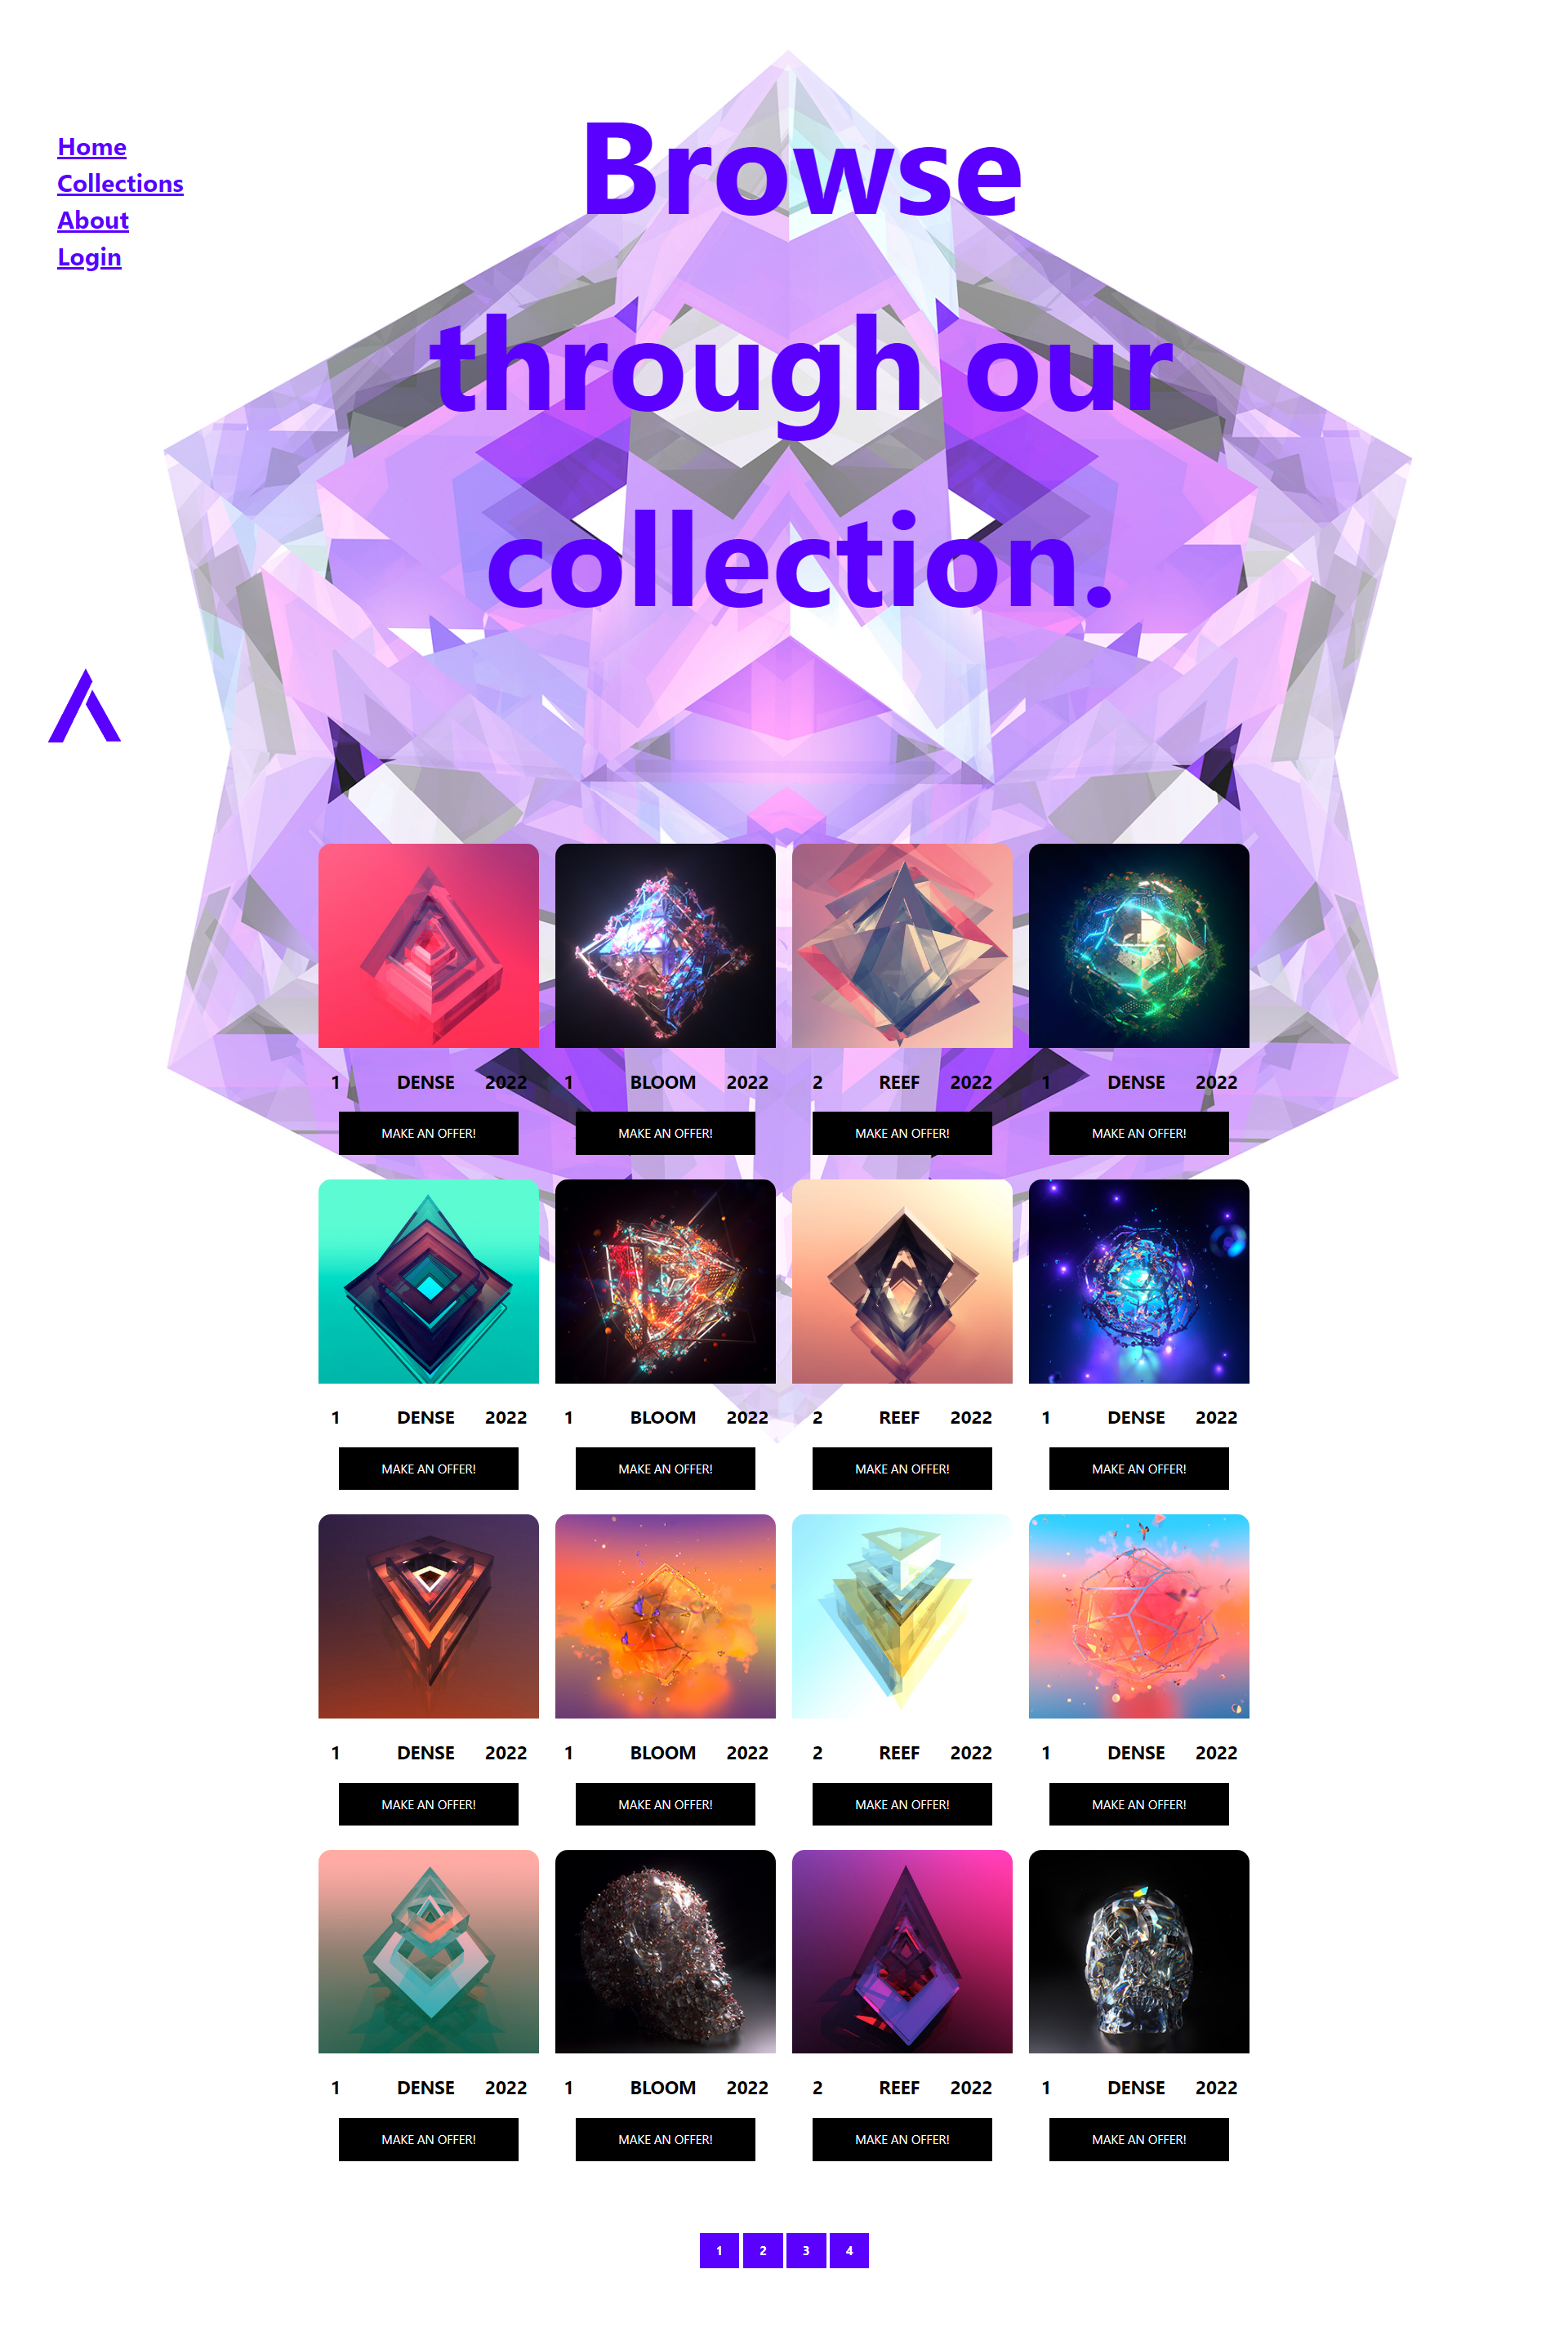 Home
Collections
About
Login
Browse
through our
collection.
1 DENSE 2022 1 BLOOM 2022 2 REEF 2022 1 DENSE 2022
MAKE AN OFFER! MAKE AN OFFER! MAKE AN OFFER! MAKE AN OFFER!
1 DENSE 2022 1 BLOOM 2022 2 REEF 2022 1 DENSE 2022
MAKE AN OFFER! MAKE AN OFFER! MAKE AN OFFER! MAKE AN OFFER!
1 DENSE 2022 1 BLOOM 2022 2 REEF 2022 1 DENSE 2022
MAKE AN OFFER! MAKE AN OFFER! MAKE AN OFFER! MAKE AN OFFER!
1 DENSE 2022 1 BLOOM 2022 2 REEF 2022 1 DENSE 2022
MAKE AN OFFER! MAKE AN OFFER! MAKE AN OFFER! MAKE AN OFFER!
1 2 3 4